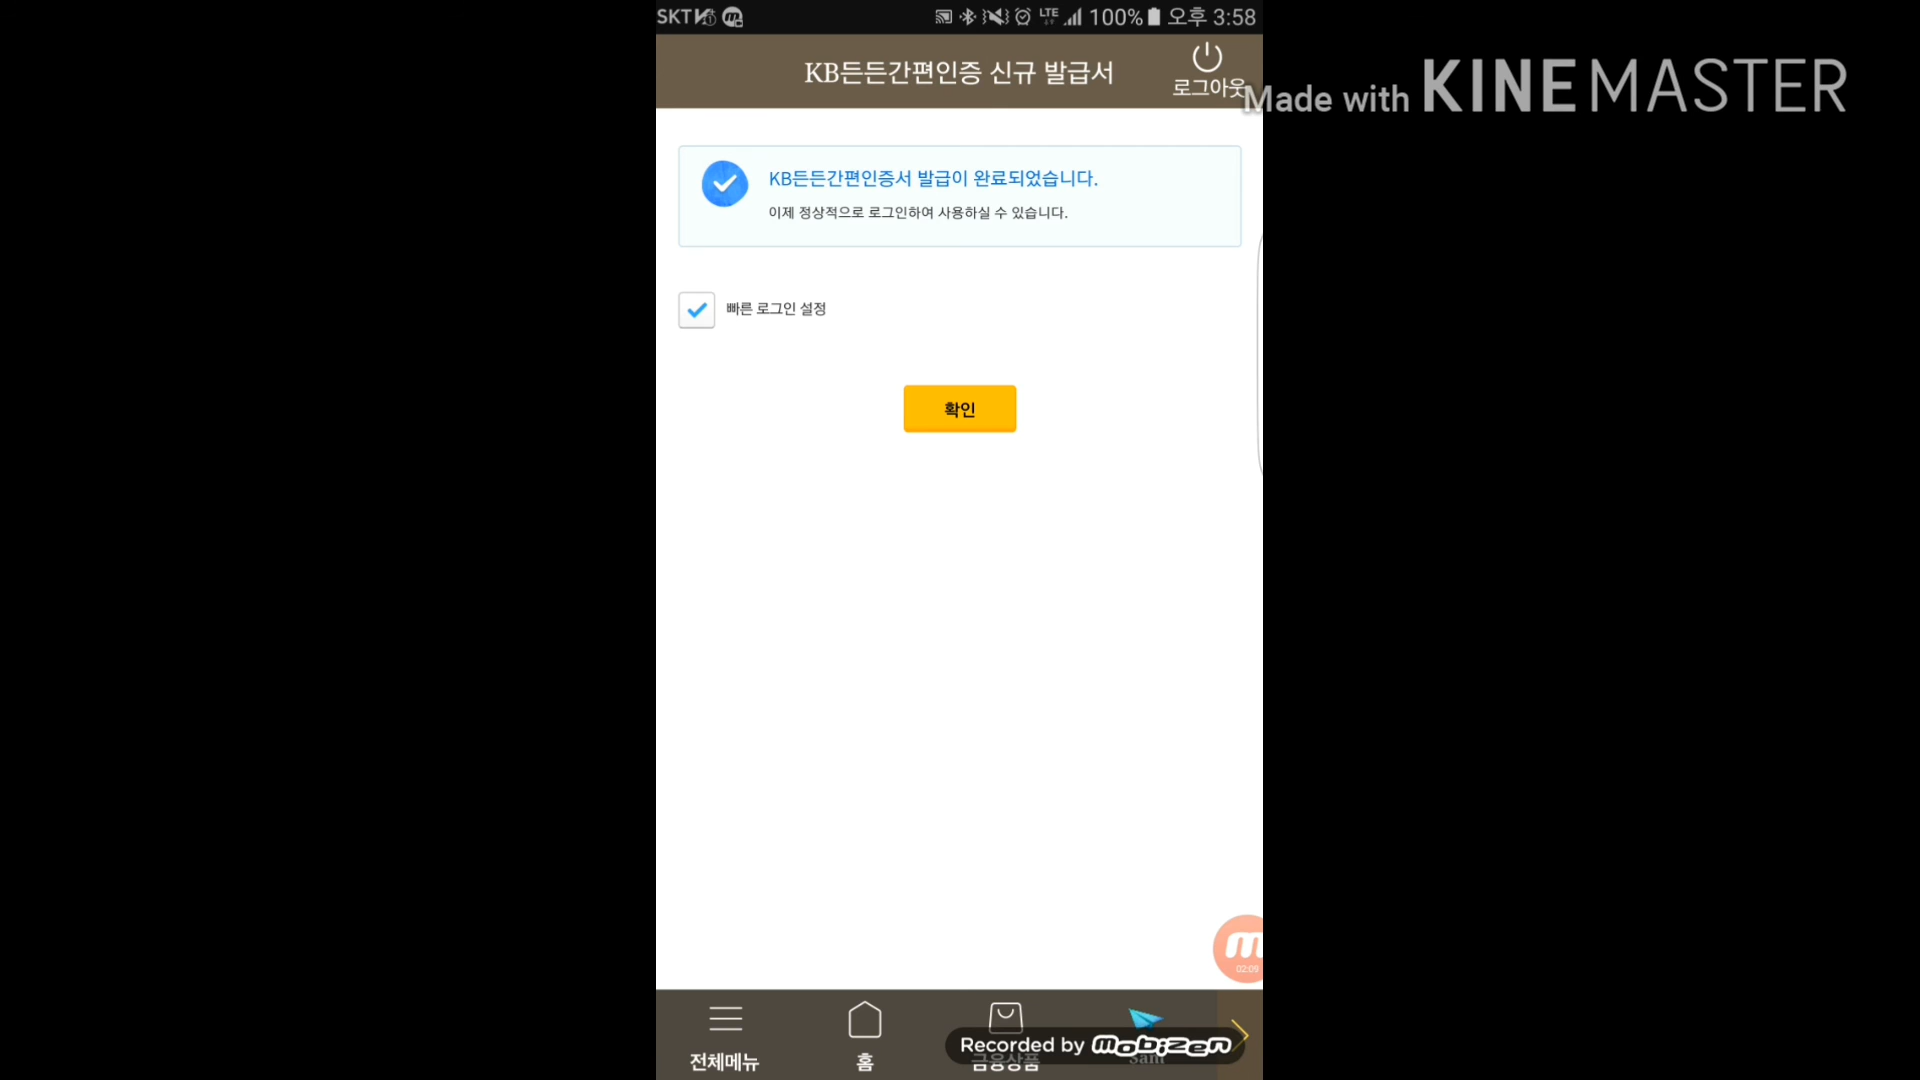 SKT 100% 오후 3:58
LTE
KB든든간편인증 신규 발급서
로그아웃
Made with KINEMASTER
KB든든간편인증서 발급이 완료되었습니다.
이제 정상적으로 로그인하여 사용하실 수 있습니다.
빠른 로그인 설정
확인
m
02:09
Recorded by mobizen
전체메뉴 홈 금융상품